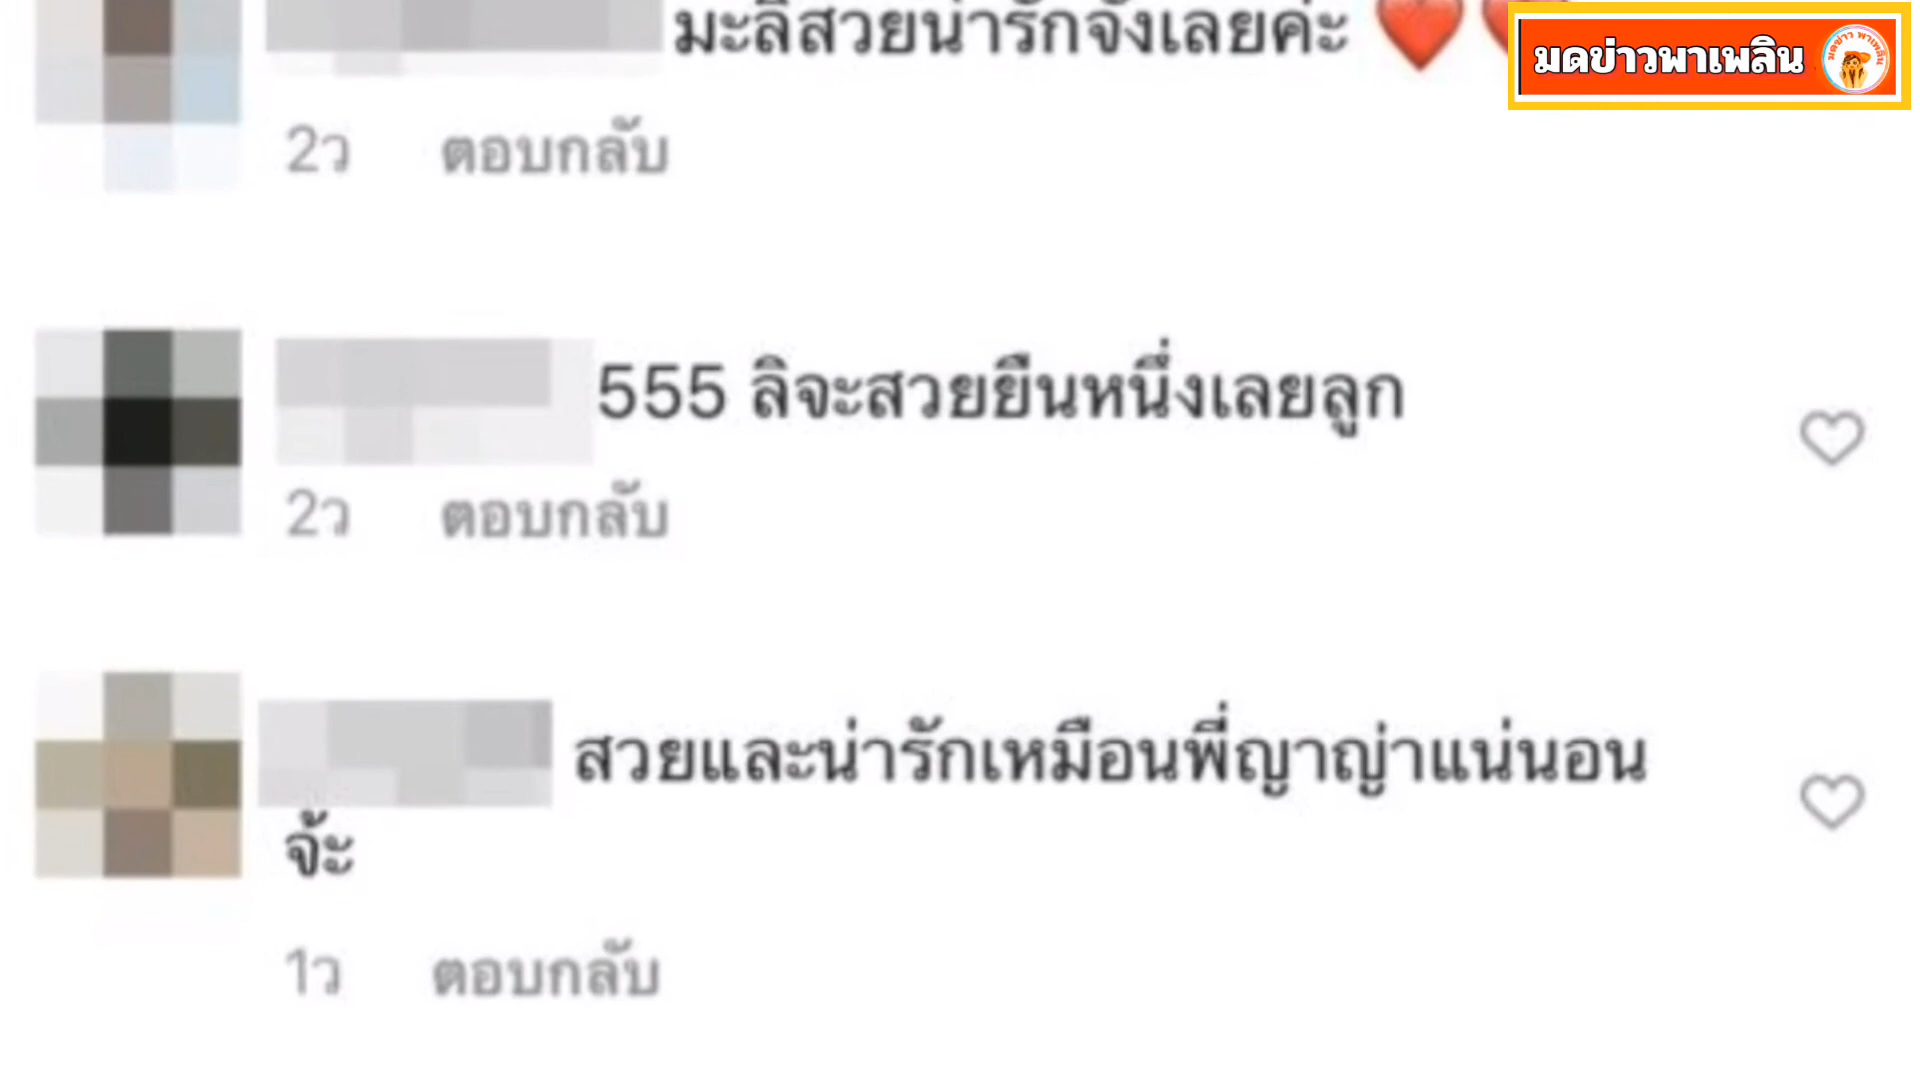 มะลิสวยน่ารักจังเลยค่ะ ❤️
มดข่าวพาเพลิน
2ว ตอบกลับ
555 ลิจะสวยยืนหนึ่งเลยลูก
2ว ตอบกลับ
สวยและน่ารักเหมือนพี่ญาญ่าแน่นอน
จ้ะ
1ว ตอบกลับ